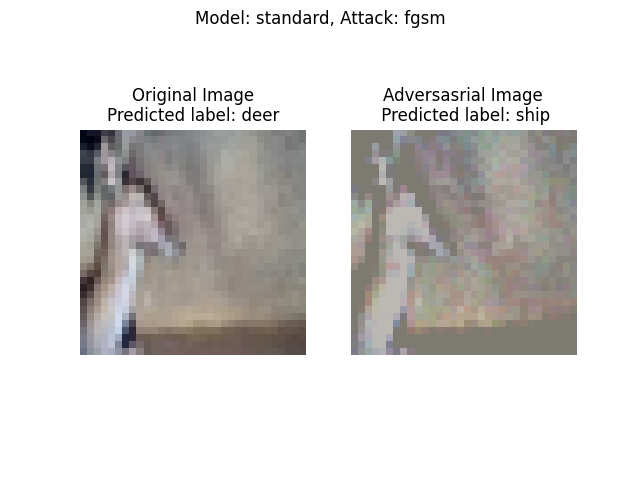 Model: standard, Attack: fgsm
Original Image
Predicted label: deer
Adversasrial Image
Predicted label: ship